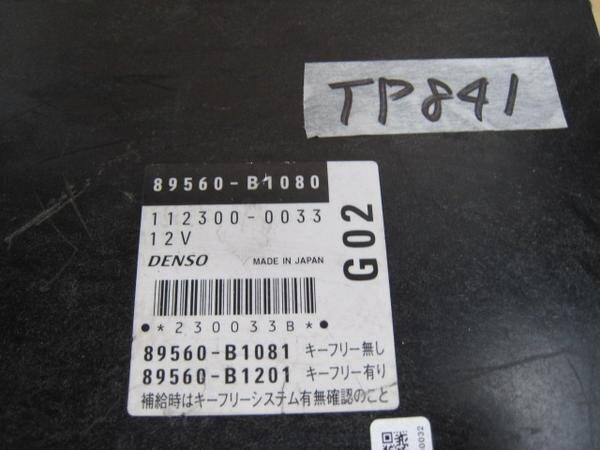 TP841
89560-B1080
112300-0033
12V
DENSO MADE IN JAPAN
G02
*230033B*
89560-B1081 キーフリー無し
89560-B1201 キーフリー有り
補給時はキーフリーシステム有無確認のこと
0032